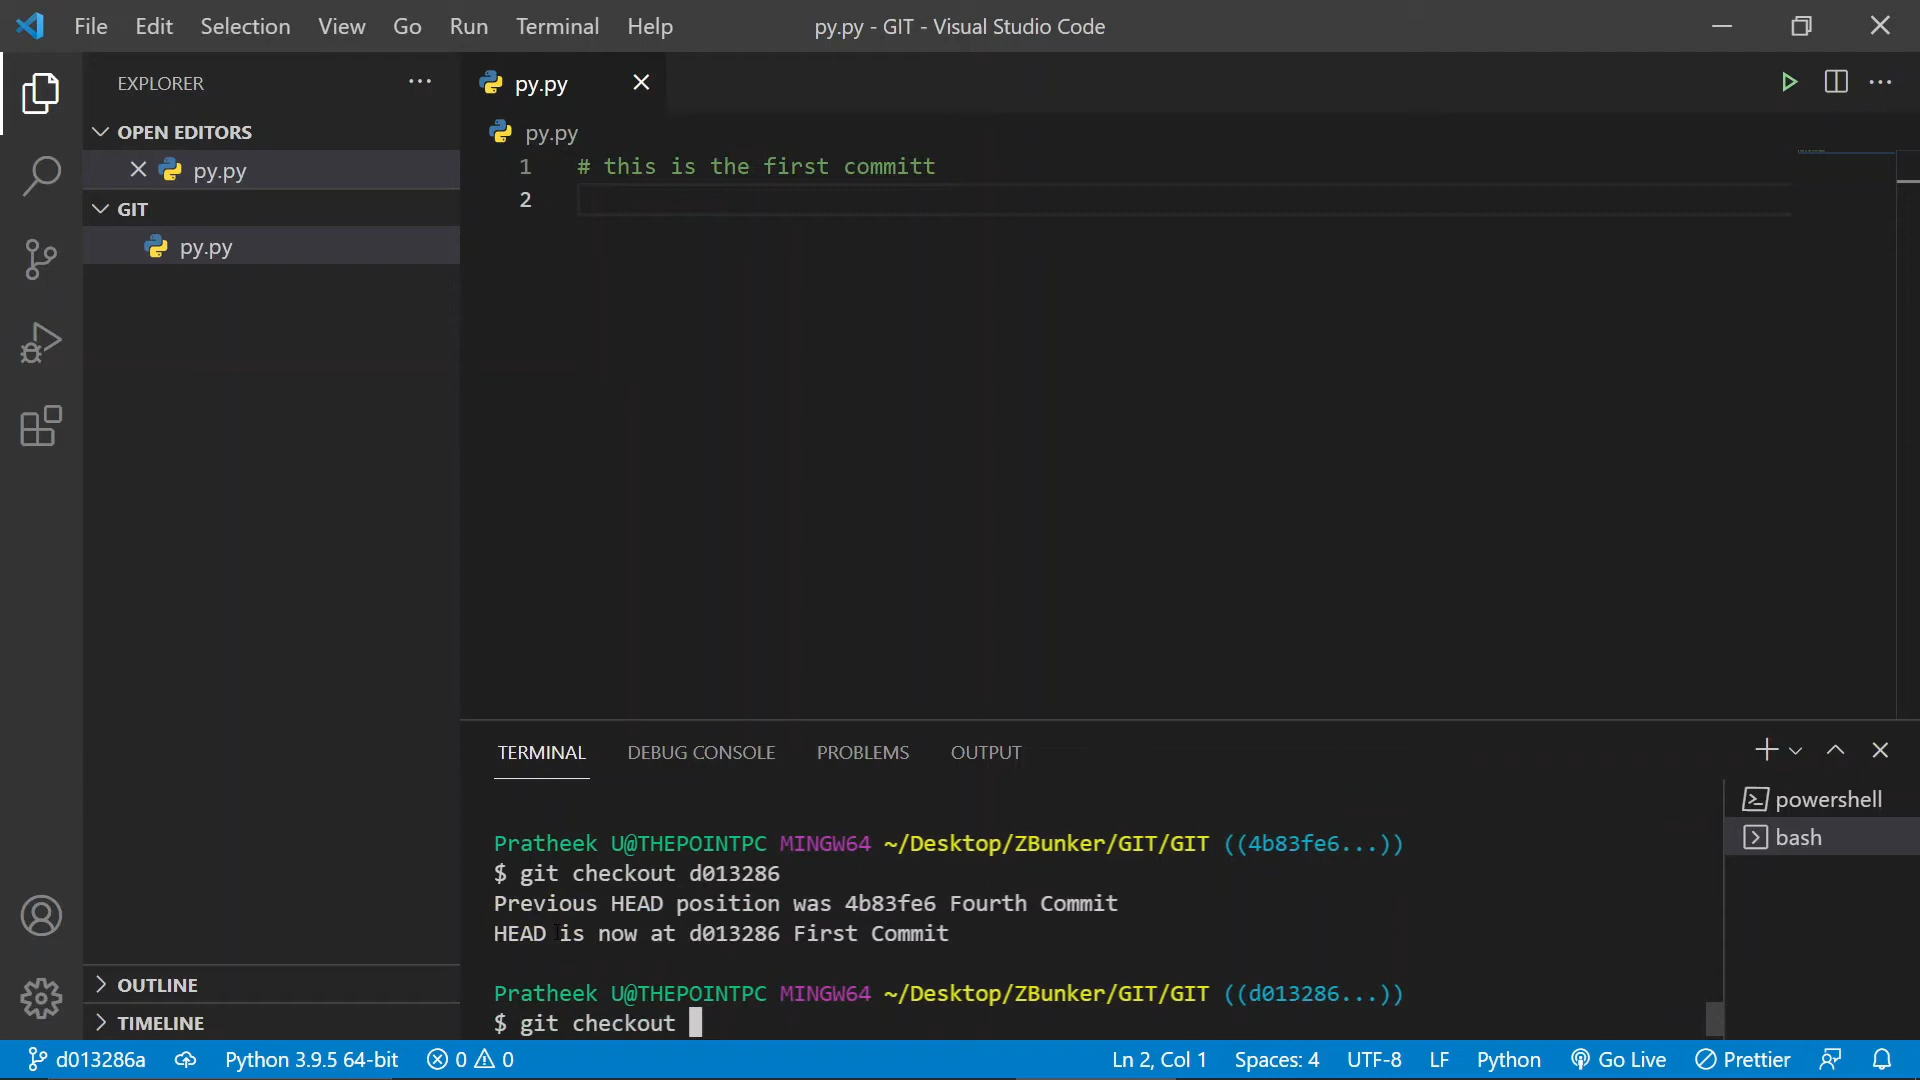 File Edit Selection View Go Run Terminal Help py.py - GIT - Visual Studio Code
EXPLORER
OPEN EDITORS
py.py
GIT
py.py
OUTLINE
TIMELINE
py.py
py.py
1 # this is the first committ
2
TERMINAL DEBUG CONSOLE PROBLEMS OUTPUT
powershell
bash
Pratheek U@THEPOINTPC MINGW64 ~/Desktop/ZBunker/GIT/GIT ((4b83fe6...))
$ git checkout d013286
Previous HEAD position was 4b83fe6 Fourth Commit
HEAD is now at d013286 First Commit
Pratheek U@THEPOINTPC MINGW64 ~/Desktop/ZBunker/GIT/GIT ((d013286...))
$ git checkout
d013286a Python 3.9.5 64-bit 0 0 Ln 2, Col 1 Spaces: 4 UTF-8 LF Python Go Live Prettier